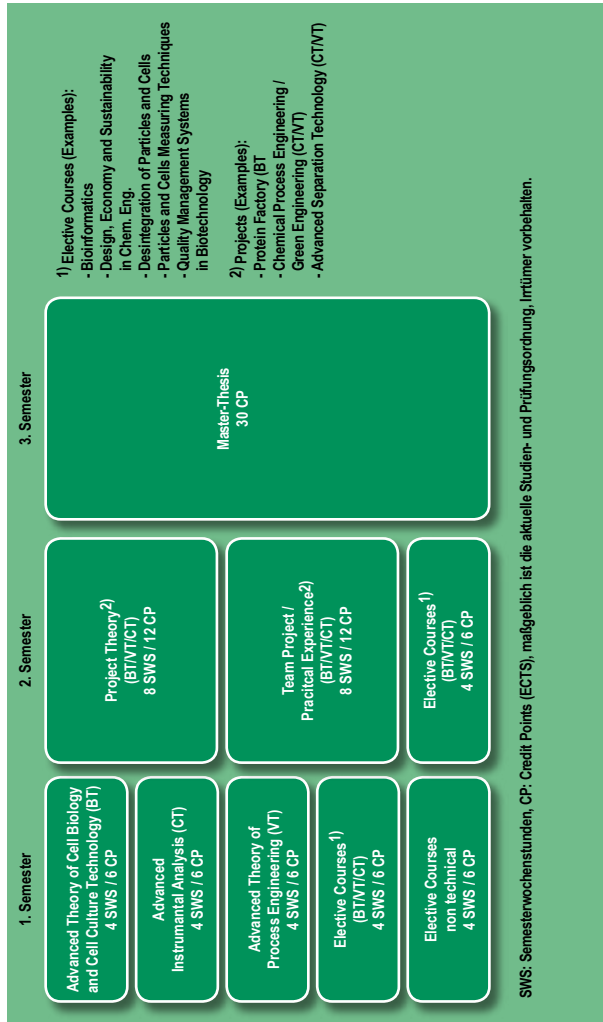 1. Semester
Advanced Theory of Cell Biology
and Cell Culture Technology (BT)
4 SWS / 6 CP
Advanced
Instrumantal Analysis (CT)
4 SWS / 6 CP
Advanced Theory of
Process Engineering (VT)
4 SWS / 6 CP
Elective Courses1)
(BT/VT/CT)
4 SWS / 6 CP
Elective Courses
non technical
4 SWS / 6 CP
2. Semester
Project Theory2)
(BT/VT/CT)
8 SWS / 12 CP
Team Project /
Pracitcal Experience2)
(BT/VT/CT)
8 SWS / 12 CP
Elective Courses1)
(BT/VT/CT)
4 SWS / 6 CP
3. Semester
Master-Thesis
30 CP
1) Elective Courses (Examples):
- Bioinformatics
- Design, Economy and Sustainability
in Chem. Eng.
- Desintegration of Particles and Cells
- Particles and Cells Measuring Techniques
- Quality Management Systems
in Biotechnology
2) Projects (Examples):
- Protein Factory (BT
- Chemical Process Engineering /
Green Engineering (CT/VT)
- Advanced Separation Technology (CT/VT)
SWS: Semesterwochenstunden, CP: Credit Points (ECTS), maßgeblich ist die aktuelle Studien- und Prüfungsordnung, Irrtümer vorbehalten.